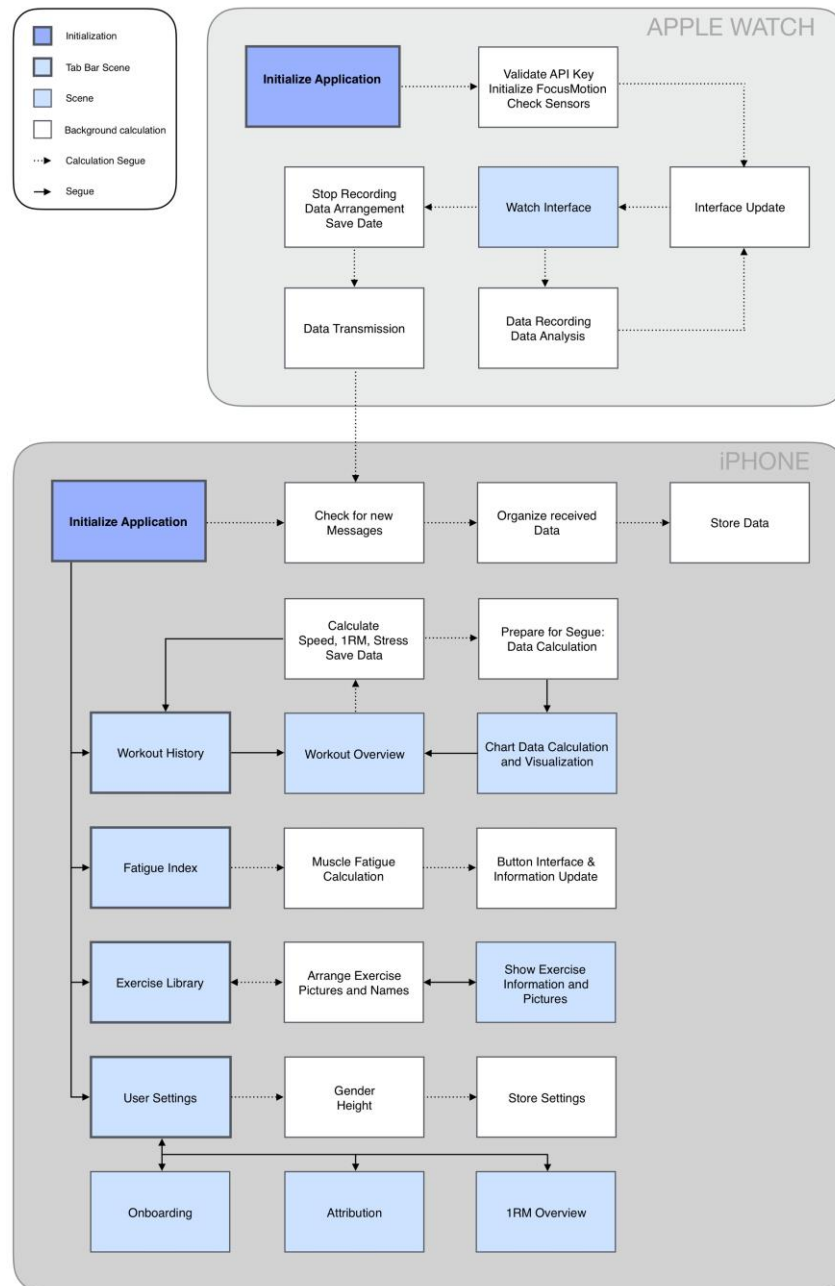 Initialization
Tab Bar Scene
Scene
Background calculation
Calculation Segue
Segue
APPLE WATCH
Initialize Application
Validate API Key
Initialize FocusMotion
Check Sensors
Stop Recording
Data Arrangement
Save Date
Watch Interface
Interface Update
Data Transmission
Data Recording
Data Analysis
iPHONE
Initialize Application
Check for new
Messages
Organize received
Data
Store Data
Calculate
Speed, 1RM, Stress
Save Data
Prepare for Segue:
Data Calculation
Workout History
Workout Overview
Chart Data Calculation
and Visualization
Fatigue Index
Muscle Fatigue
Calculation
Button Interface &
Information Update
Exercise Library
Arrange Exercise
Pictures and Names
Show Exercise
Information and
Pictures
User Settings
Gender
Height
Store Settings
Onboarding
Attribution
1RM Overview